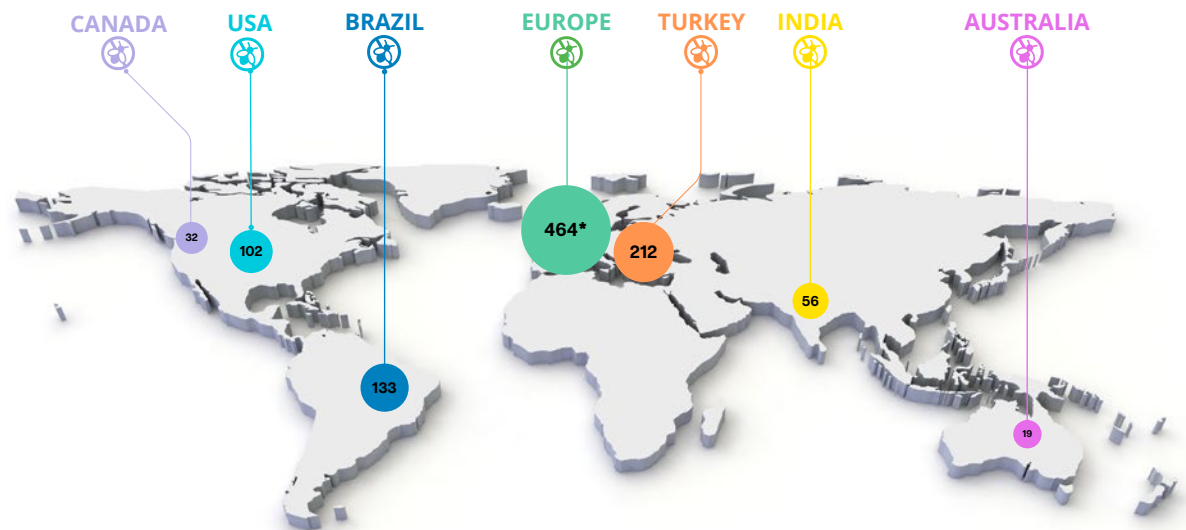 CANADA
USA
BRAZIL
EUROPE
TURKEY
INDIA
AUSTRALIA
32
102
133
464*
212
56
19